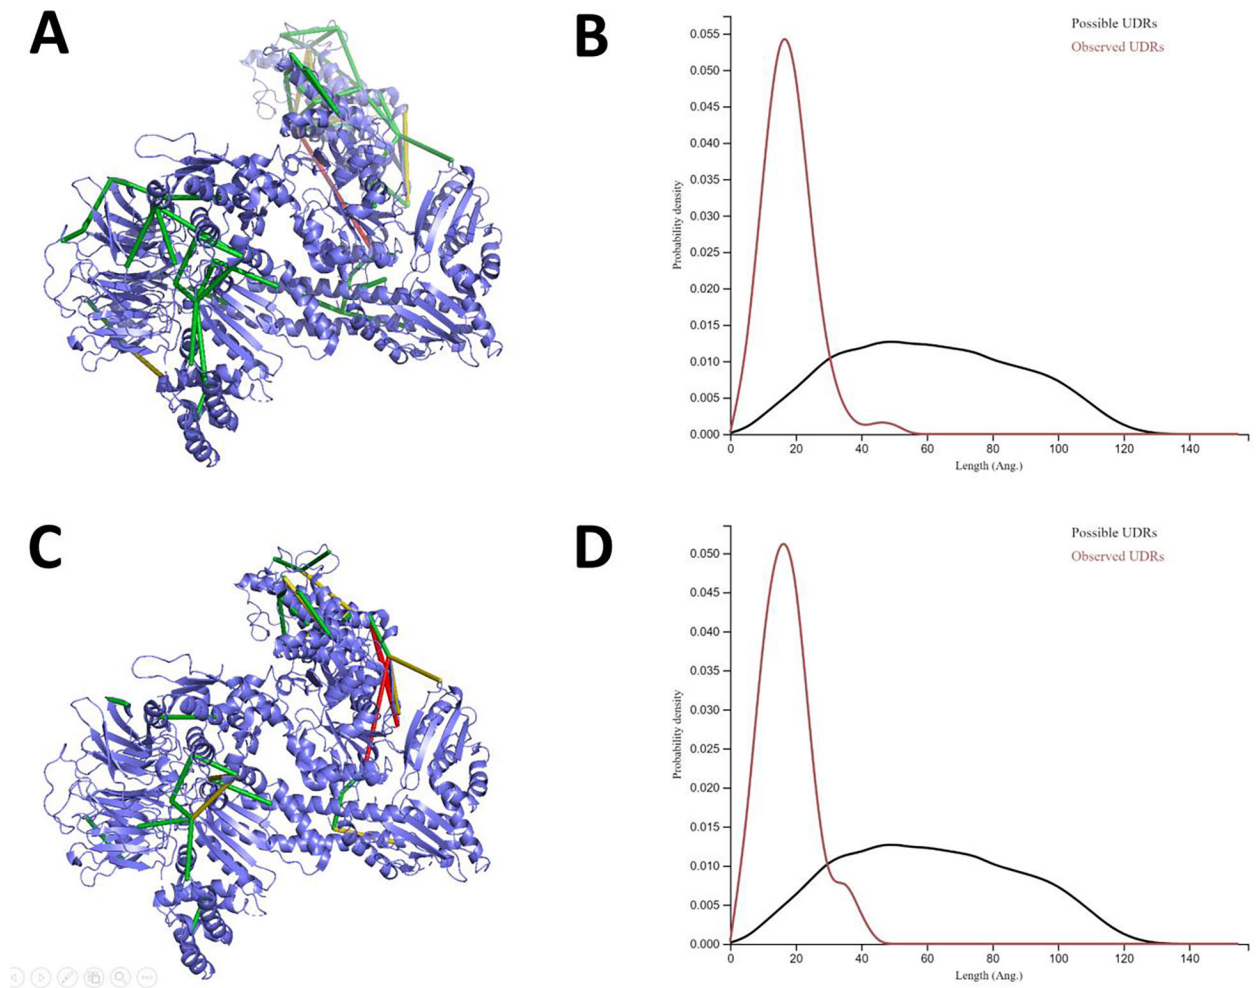 A
B
Possible UDRs
Observed UDRs
0.055
0.050
0.045
0.040
0.035
0.030
0.025
0.020
0.015
0.010
0.005
0.000
Probability density
0 20 40 60 80 100 120 140
Length (Ang.)
C
D
Possible UDRs
Observed UDRs
0.050
0.045
0.040
0.035
0.030
0.025
0.020
0.015
0.010
0.005
0.000
Probability density
0 20 40 60 80 100 120 140
Length (Ang.)